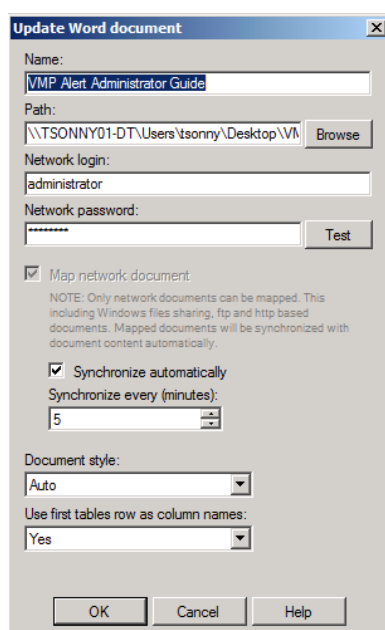 Update Word document
Name:
VMP Alert Administrator Guide
Path:
\\TSONNY01-DT\Users\tsonny\Desktop\VM
Browse
Network login:
administrator
Network password:
********
Test
Map network document
NOTE: Only network documents can be mapped. This
including Windows files sharing, ftp and http based
documents. Mapped documents will be synchronized with
document content automatically.
Synchronize automatically
Synchronize every (minutes):
5
Document style:
Auto
Use first tables row as column names:
Yes
OK
Cancel
Help